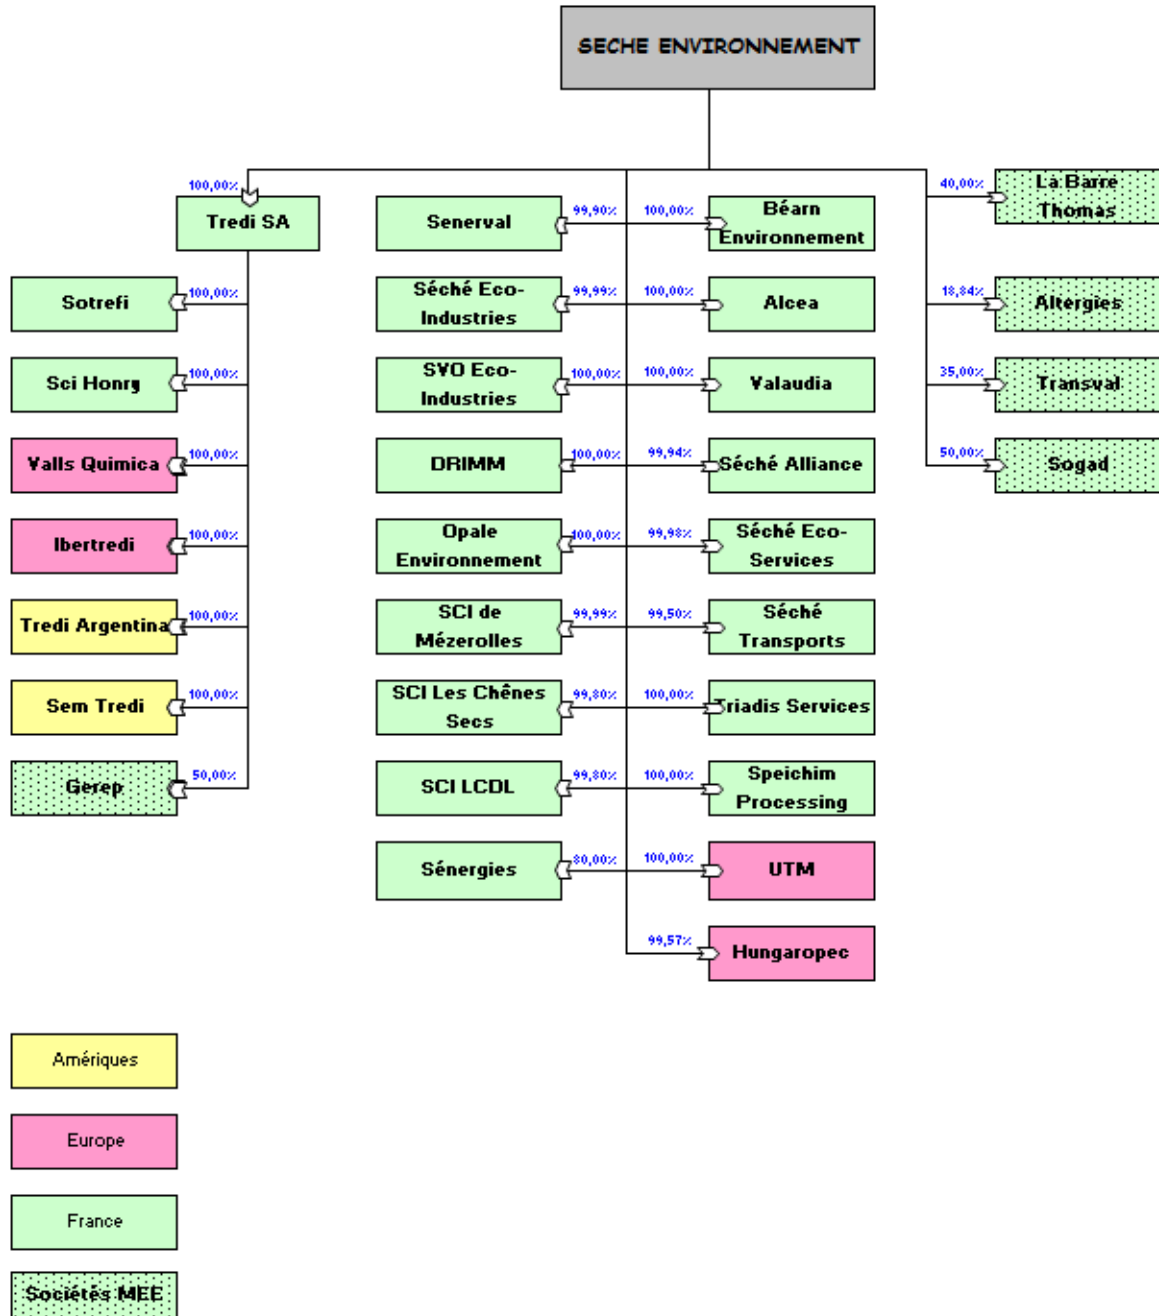 SECHE ENVIRONNEMENT
100,00%
Tredi SA
Senerval
99,90%
100,00%
Béarn
Environnement
40,00%
La Barre
Thomas
Sotrefi
100,00%
Séché Eco-
Industries
99,99%
100,00%
Alcea
18,84%
Altergies
Sci Honry
100,00%
SVO Eco-
Industries
100,00%
100,00%
Valaudia
35,00%
Transval
Valls Quimica
100,00%
DRIMM
100,00%
99,94%
Séché Alliance
50,00%
Sogad
Ibertredi
100,00%
Opale
Environnement
100,00%
99,98%
Séché Eco-
Services
Tredi Argentina
100,00%
SCI de
Mézerolles
99,99%
99,50%
Séché
Transports
Sem Tredi
100,00%
SCI Les Chênes
Secs
99,80%
100,00%
Triadis Services
Gerep
50,00%
SCI LCDL
99,80%
100,00%
Speichim
Processing
Sénergies
80,00%
100,00%
UTM
99,57%
Hungaropec
Amériques
Europe
France
Sociétés MEE